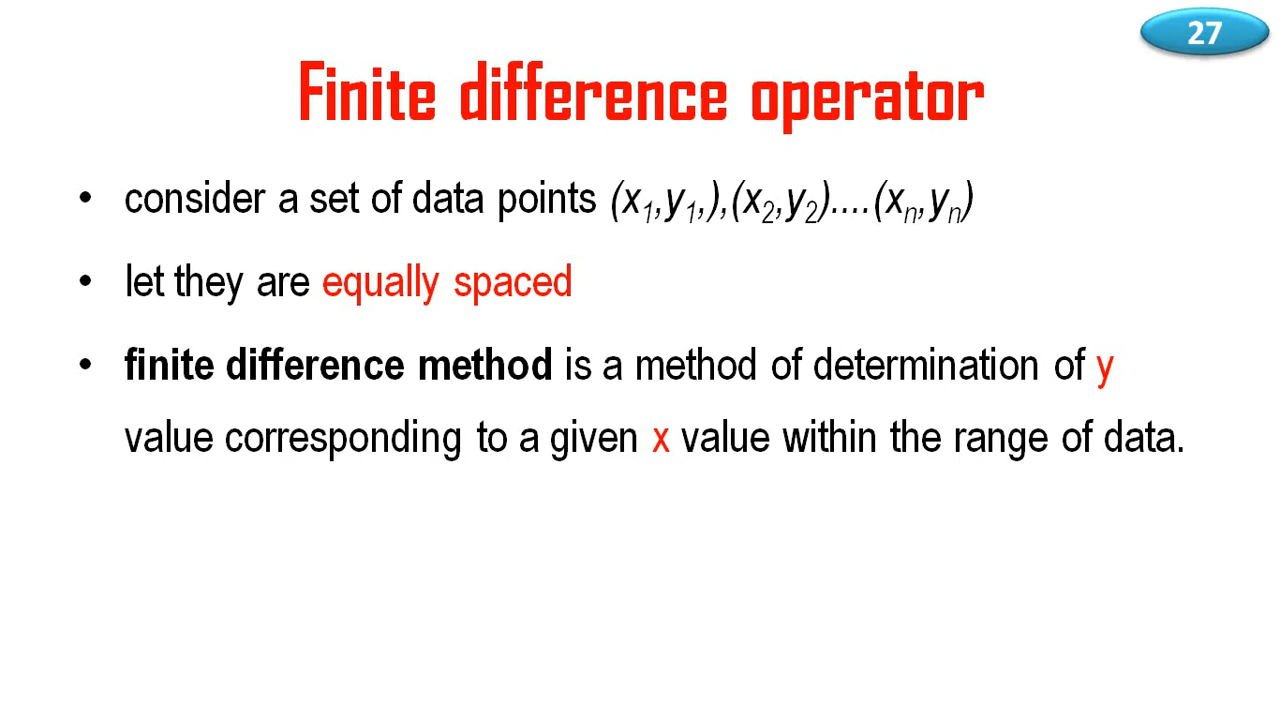 27
Finite difference operator
• consider a set of data points (x1,y1,),(x2,y2)....(xn,yn)
• let they are equally spaced
• finite difference method is a method of determination of y
value corresponding to a given x value within the range of data.